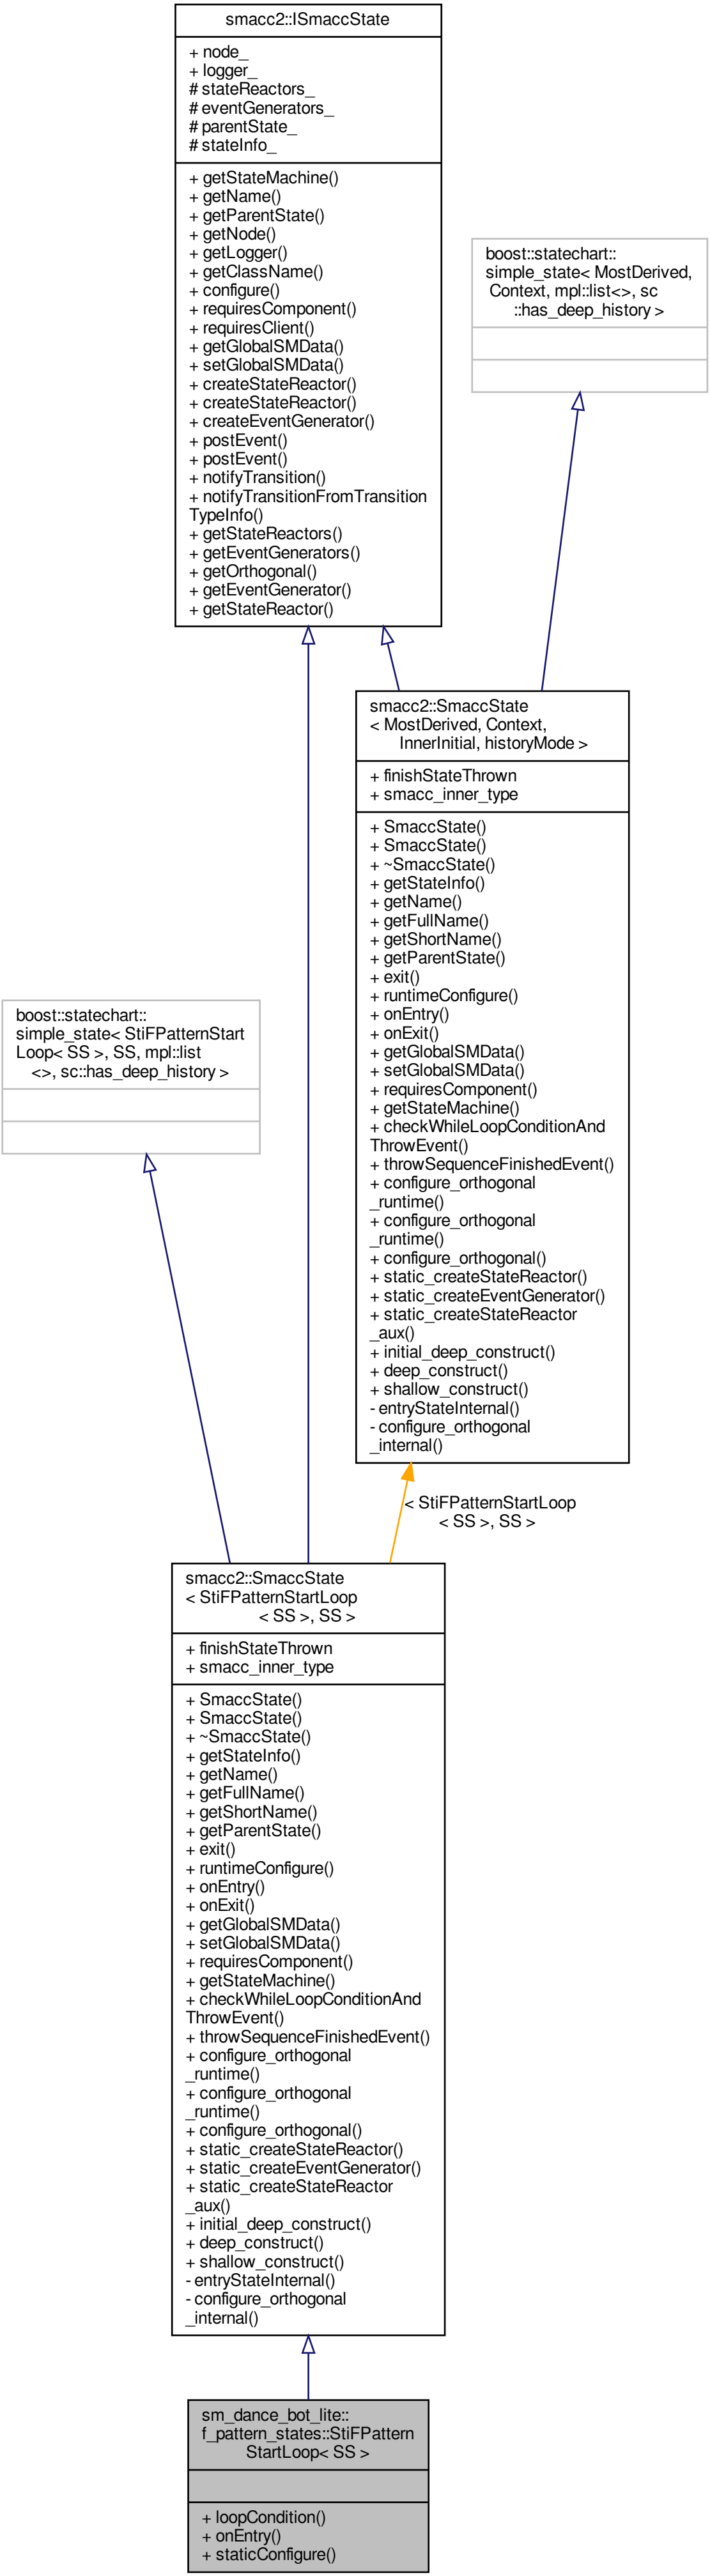 smacc2::ISmaccState
+ node_
+ logger_
# stateReactors_
# eventGenerators_
# parentState_
# stateInfo_
+ getStateMachine()
+ getName()
+ getParentState()
+ getNode()
+ getLogger()
+ getClassName()
+ configure()
+ requiresComponent()
+ requiresClient()
+ getGlobalSMData()
+ setGlobalSMData()
+ createStateReactor()
+ createStateReactor()
+ createEventGenerator()
+ postEvent()
+ postEvent()
+ notifyTransition()
+ notifyTransitionFromTransition
TypeInfo()
+ getStateReactors()
+ getEventGenerators()
+ getOrthogonal()
+ getEventGenerator()
+ getStateReactor()
boost::statechart::
simple_state< MostDerived,
Context, mpl::list<>, sc
::has_deep_history >
smacc2::SmaccState
< MostDerived, Context,
InnerInitial, historyMode >
+ finishStateThrown
+ smacc_inner_type
+ SmaccState()
+ SmaccState()
+ ~SmaccState()
+ getStateInfo()
+ getName()
+ getFullName()
+ getShortName()
+ getParentState()
+ exit()
+ runtimeConfigure()
+ onEntry()
+ onExit()
+ getGlobalSMData()
+ setGlobalSMData()
+ requiresComponent()
+ getStateMachine()
+ checkWhileLoopConditionAnd
ThrowEvent()
+ throwSequenceFinishedEvent()
+ configure_orthogonal
_runtime()
+ configure_orthogonal
_runtime()
+ configure_orthogonal()
+ static_createStateReactor()
+ static_createEventGenerator()
+ static_createStateReactor
_aux()
+ initial_deep_construct()
+ deep_construct()
+ shallow_construct()
- entryStateInternal()
- configure_orthogonal
_internal()
boost::statechart::
simple_state< StiFPatternStart
Loop< SS >, SS, mpl::list
<>, sc::has_deep_history >
< StiFPatternStartLoop
< SS >, SS >
smacc2::SmaccState
< StiFPatternStartLoop
< SS >, SS >
+ finishStateThrown
+ smacc_inner_type
+ SmaccState()
+ SmaccState()
+ ~SmaccState()
+ getStateInfo()
+ getName()
+ getFullName()
+ getShortName()
+ getParentState()
+ exit()
+ runtimeConfigure()
+ onEntry()
+ onExit()
+ getGlobalSMData()
+ setGlobalSMData()
+ requiresComponent()
+ getStateMachine()
+ checkWhileLoopConditionAnd
ThrowEvent()
+ throwSequenceFinishedEvent()
+ configure_orthogonal
_runtime()
+ configure_orthogonal
_runtime()
+ configure_orthogonal()
+ static_createStateReactor()
+ static_createEventGenerator()
+ static_createStateReactor
_aux()
+ initial_deep_construct()
+ deep_construct()
+ shallow_construct()
- entryStateInternal()
- configure_orthogonal
_internal()
sm_dance_bot_lite::
f_pattern_states::StiFPattern
StartLoop< SS >
+ loopCondition()
+ onEntry()
+ staticConfigure()